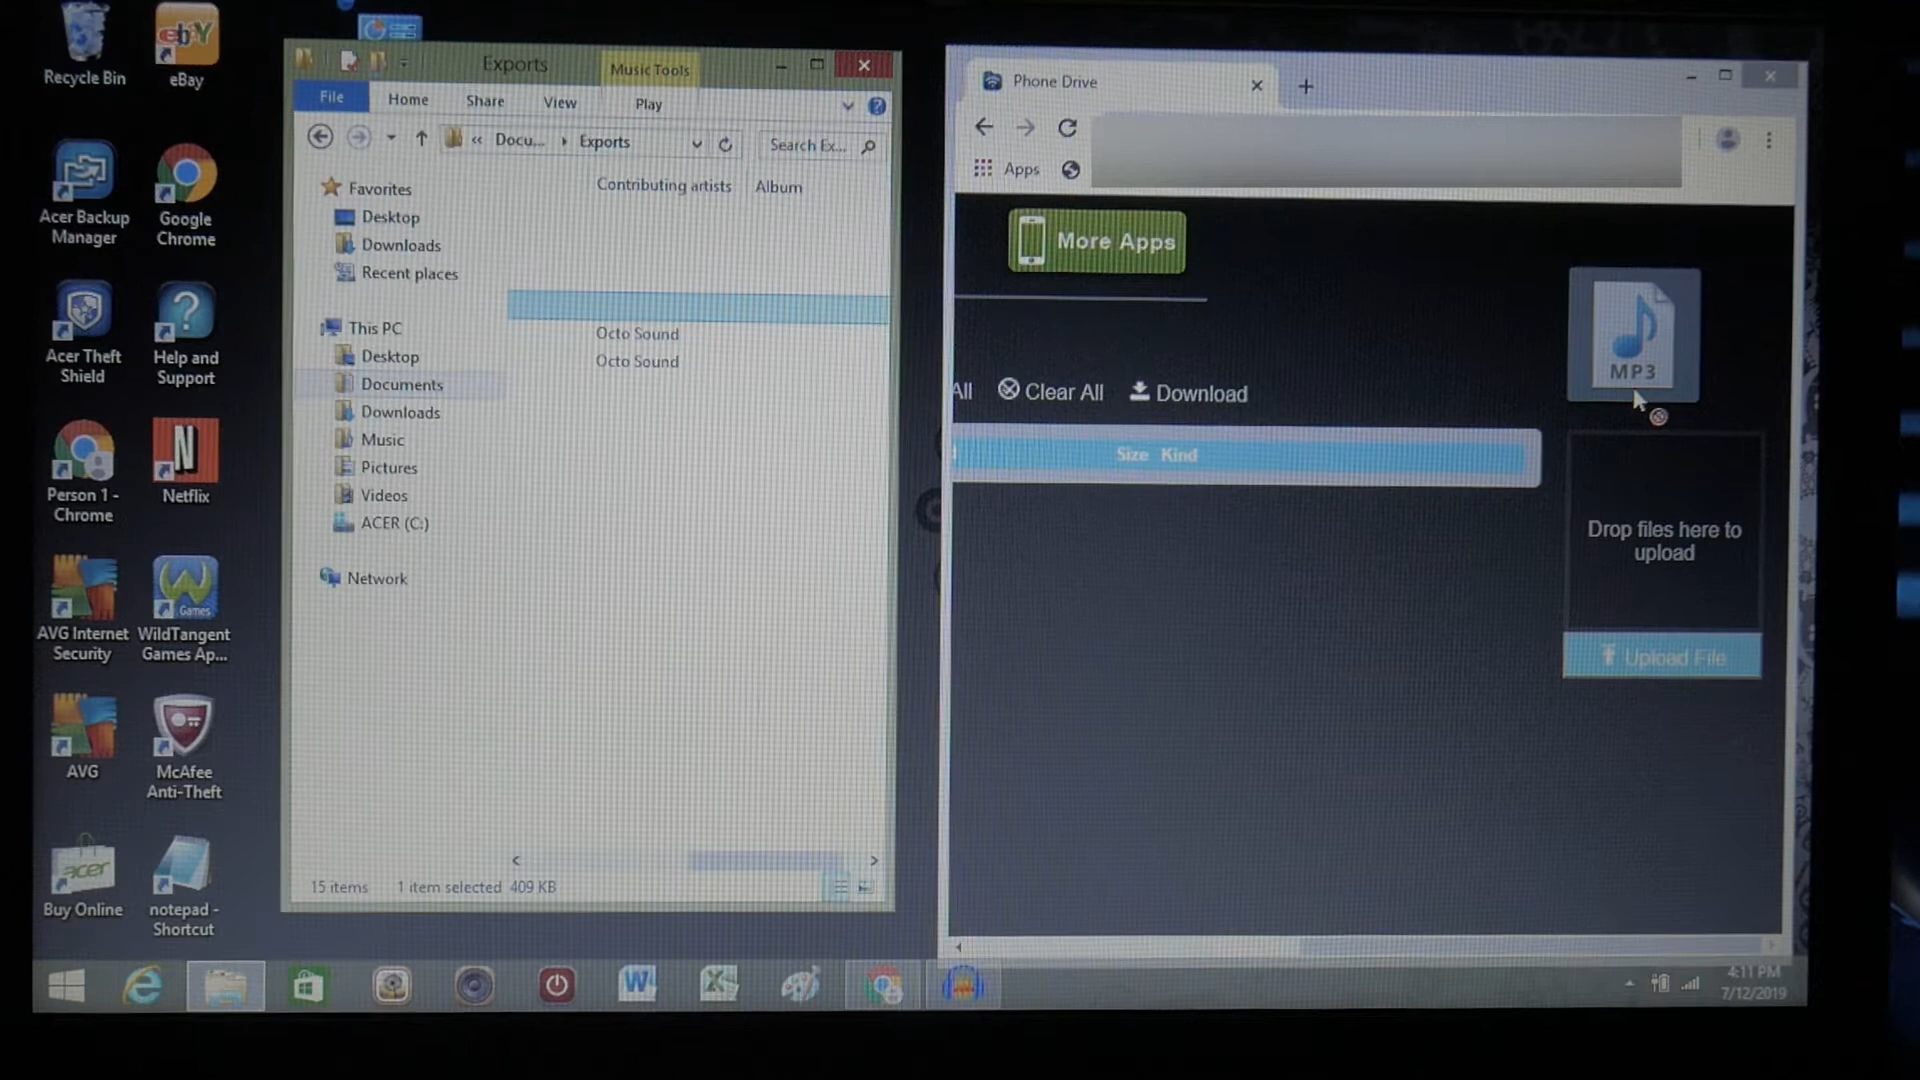 Recycle Bin
ebY
eBay
Acer Backup
Manager
Google
Chrome
Acer Theft
Shield
Help and
Support
Person 1 -
Chrome
N
Netflix
AVG Internet
Security
Games
WildTangent
Games Ap...
AVG
McAfee
Anti-Theft
acer
Buy Online
notepad -
Shortcut
Exports
Music Tools
File
Home
Share
View
Play
« Docu... Exports
Search Ex...
Contributing artists
Album
Favorites
Desktop
Downloads
Recent places
This PC
Desktop
Documents
Downloads
Music
Pictures
Videos
ACER (C:)
Network
Octo Sound
Octo Sound
15 items
1 item selected 409 KB
Phone Drive
Apps
More Apps
All
Clear All
Download
Size Kind
MP3
Drop files here to
upload
Upload File
4:11 PM
7/12/2019